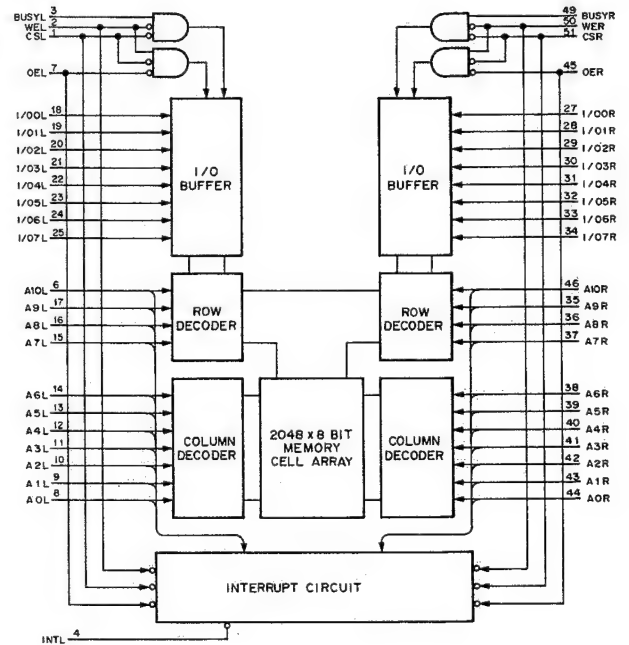 BUSYL 3
WEL 2
CSL 1
OEL 7
49 BUSYR
50 WER
51 CSR
45 OER
I/O0L 18
I/O1L 19
I/O2L 20
I/O3L 21
I/O4L 22
I/O5L 23
I/O6L 24
I/O7L 25
I/O
BUFFER
I/O
BUFFER
27 I/O0R
28 I/O1R
29 I/O2R
30 I/O3R
31 I/O4R
32 I/O5R
33 I/O6R
34 I/O7R
A10L 6
A9L 17
A8L 16
A7L 15
ROW
DECODER
ROW
DECODER
46 A10R
35 A9R
36 A8R
37 A7R
A6L 14
A5L 13
A4L 12
A3L 11
A2L 10
A1L 9
A0L 8
COLUMN
DECODER
2048 x 8 BIT
MEMORY
CELL ARRAY
COLUMN
DECODER
38 A6R
39 A5R
40 A4R
41 A3R
42 A2R
43 A1R
44 A0R
INTERRUPT CIRCUIT
INTL 4